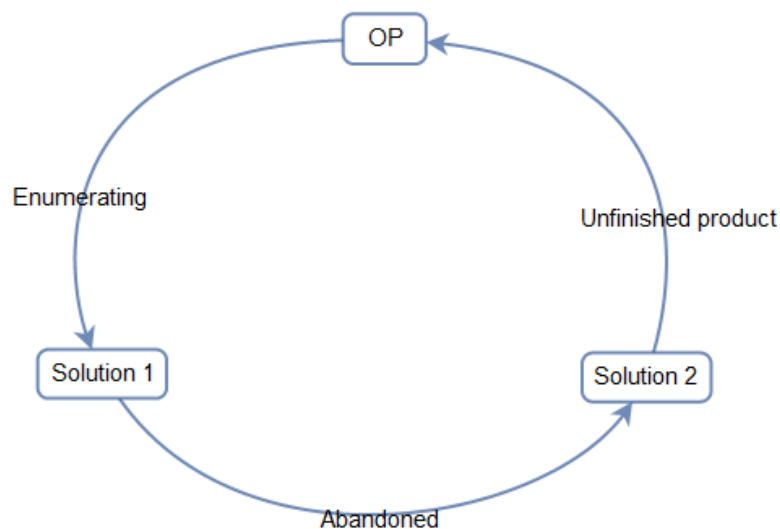 OP
Enumerating
Unfinished product
Solution 1
Solution 2
Abandoned